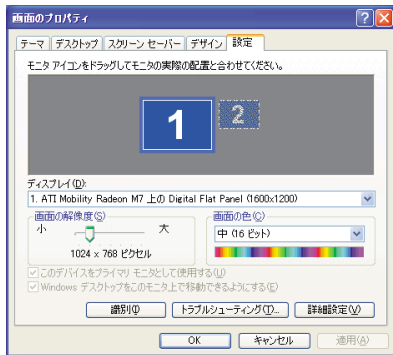 画面のプロパティ
テーマ デスクトップ スクリーン セーバー デザイン 設定
モニタ アイコンをドラッグしてモニタの実際の配置と合わせてください。
1 2
ディスプレイ(D):
1. ATI Mobility Radeon M7 上の Digital Flat Panel (1600x1200)
画面の解像度(S) 画面の色(C)
小 大 中 (16 ビット)
1024 x 768 ピクセル
このデバイスをプライマリ モニタとして使用する(U)
Windows デスクトップをこのモニタ上で移動できるようにする(E)
識別(I) トラブルシューティング(T)... 詳細設定(V)
OK キャンセル 適用(A)